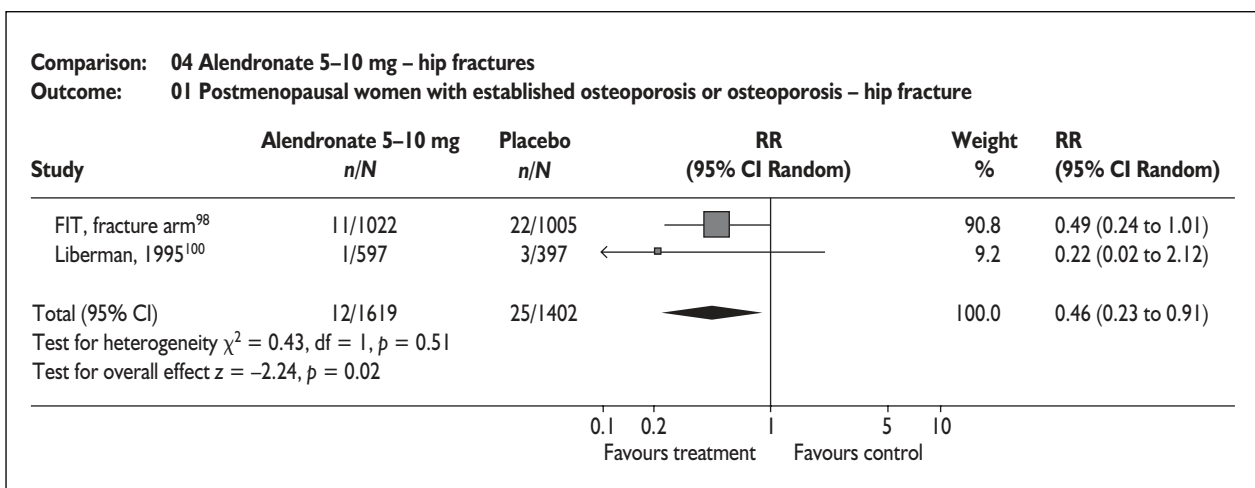 Comparison: 04 Alendronate 5–10 mg – hip fractures
Outcome: 01 Postmenopausal women with established osteoporosis or osteoporosis – hip fracture
Alendronate 5–10 mg Placebo RR Weight RR
Study n/N n/N (95% CI Random) % (95% CI Random)
FIT, fracture arm98 11/1022 22/1005 90.8 0.49 (0.24 to 1.01)
Liberman, 1995100 1/597 3/397 9.2 0.22 (0.02 to 2.12)
Total (95% CI) 12/1619 25/1402 100.0 0.46 (0.23 to 0.91)
Test for heterogeneity χ2 = 0.43, df = 1, p = 0.51
Test for overall effect z = –2.24, p = 0.02
0.1 0.2 1 5 10
Favours treatment Favours control